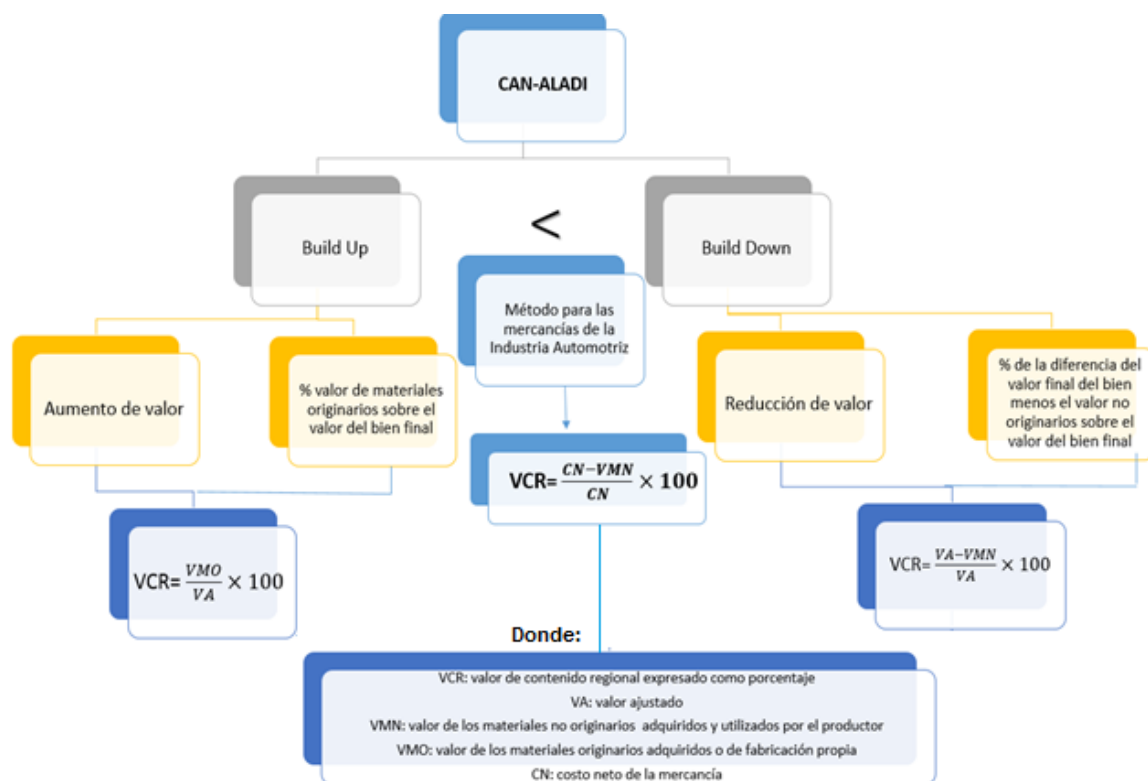 CAN-ALADI
Build Up
<
Build Down
Método para las
mercancías de la
Industria Automotriz
Aumento de valor
% valor de materiales
originarios sobre el
valor del bien final
Reducción de valor
% de la diferencia del
valor final del bien
menos el valor no
originarios sobre el
valor del bien final
VCR= \frac{VMO}{VA} × 100
VCR= \frac{CN−VMN}{CN} × 100
VCR= \frac{VA−VMN}{VA} × 100
Donde:
VCR: valor de contenido regional expresado como porcentaje
VA: valor ajustado
VMN: valor de los materiales no originarios adquiridos y utilizados por el productor
VMO: valor de los materiales originarios adquiridos o de fabricación propia
CN: costo neto de la mercancía